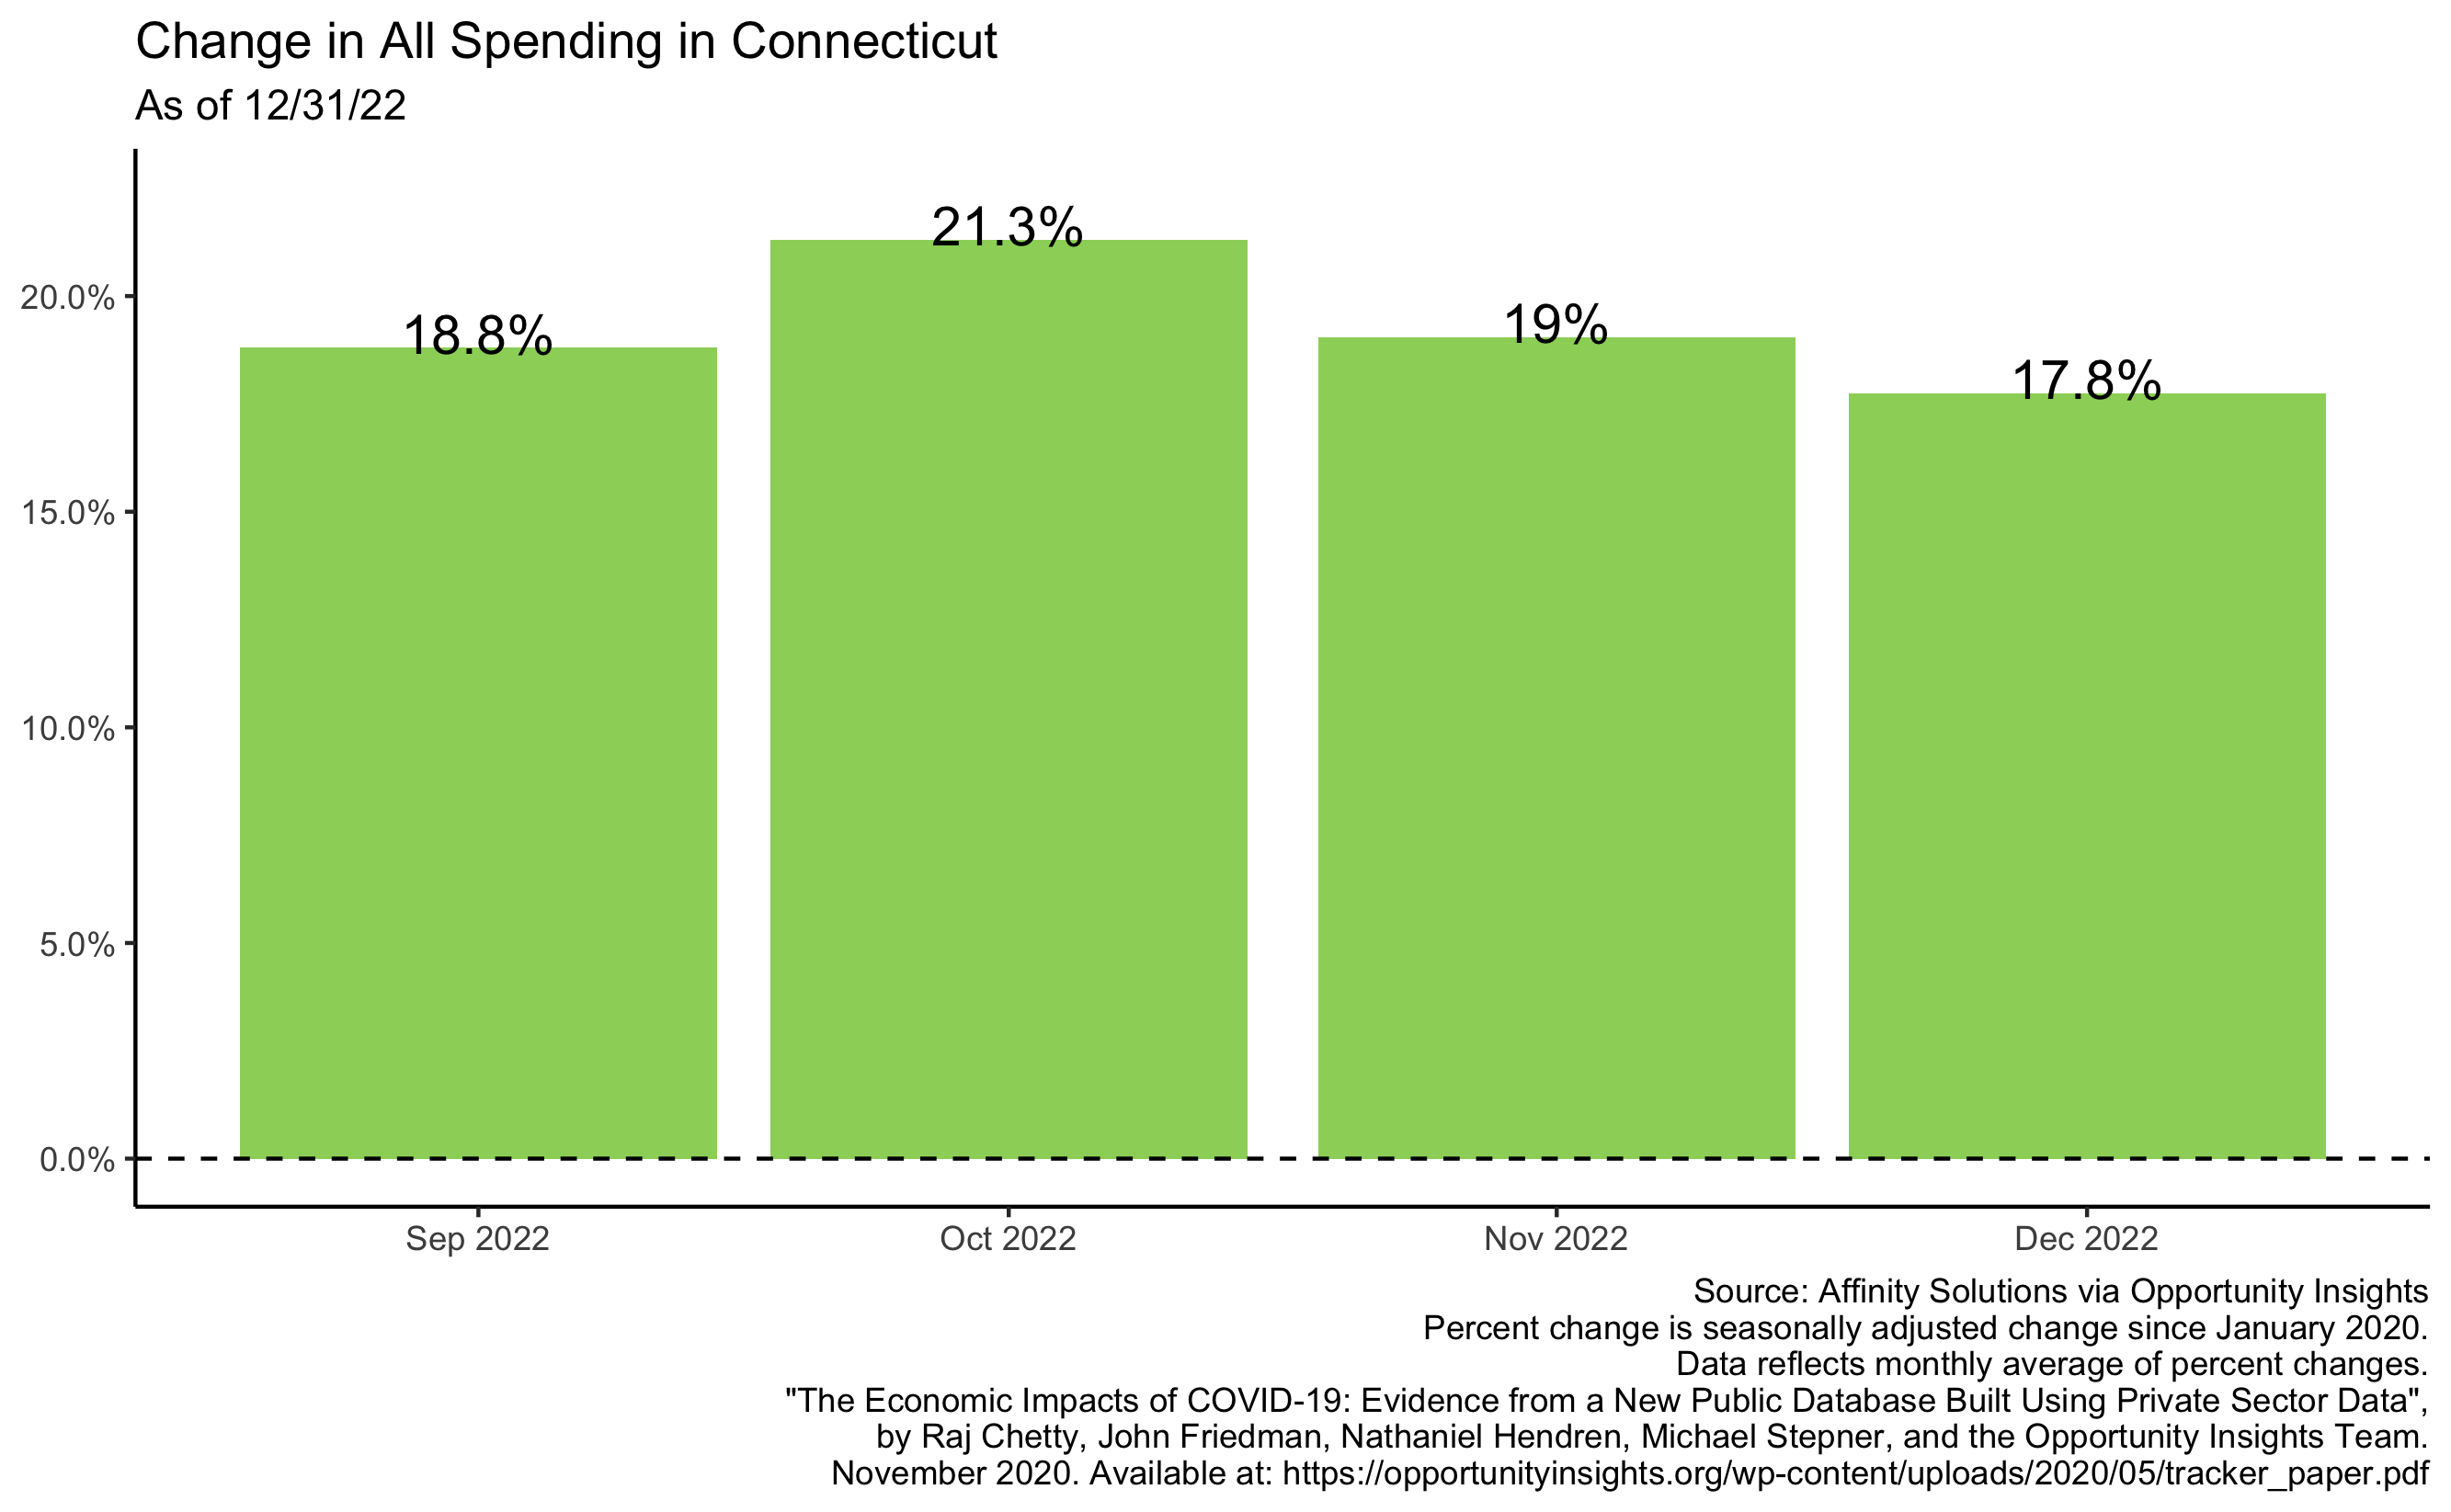 Change in All Spending in Connecticut
As of 12/31/22
21.3%
18.8%
19%
17.8%
20.0%
15.0%
10.0%
5.0%
0.0%
Sep 2022
Oct 2022
Nov 2022
Dec 2022
Source: Affinity Solutions via Opportunity Insights
Percent change is seasonally adjusted change since January 2020.
Data reflects monthly average of percent changes.
"The Economic Impacts of COVID-19: Evidence from a New Public Database Built Using Private Sector Data",
by Raj Chetty, John Friedman, Nathaniel Hendren, Michael Stepner, and the Opportunity Insights Team.
November 2020. Available at: https://opportunityinsights.org/wp-content/uploads/2020/05/tracker_paper.pdf